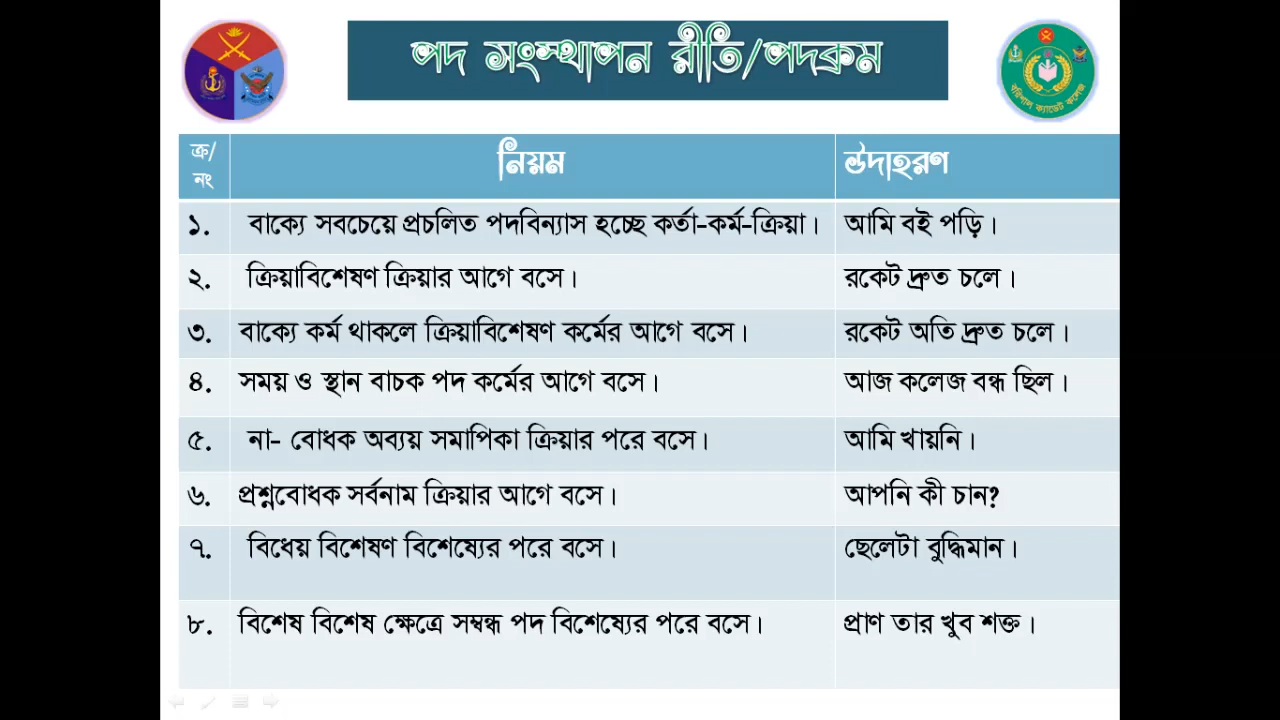 পদ সংস্থাপন রীতি/পদক্রম
বরিশাল ক্যাডেট কলেজ
ক্র/
নং
নিয়ম
উদাহরণ
১. বাক্যে সবচেয়ে প্রচলিত পদবিন্যাস হচ্ছে কর্তা-কর্ম-ক্রিয়া। আমি বই পড়ি।
২. ক্রিয়াবিশেষণ ক্রিয়ার আগে বসে। রকেট দ্রুত চলে।
৩. বাক্যে কর্ম থাকলে ক্রিয়াবিশেষণ কর্মের আগে বসে। রকেট অতি দ্রুত চলে।
৪. সময় ও স্থান বাচক পদ কর্মের আগে বসে। আজ কলেজ বন্ধ ছিল।
৫. না- বোধক অব্যয় সমাপিকা ক্রিয়ার পরে বসে। আমি খায়নি।
৬. প্রশ্নবোধক সর্বনাম ক্রিয়ার আগে বসে। আপনি কী চান?
৭. বিধেয় বিশেষণ বিশেষ্যের পরে বসে। ছেলেটা বুদ্ধিমান।
৮. বিশেষ বিশেষ ক্ষেত্রে সম্বন্ধ পদ বিশেষ্যের পরে বসে। প্রাণ তার খুব শক্ত।